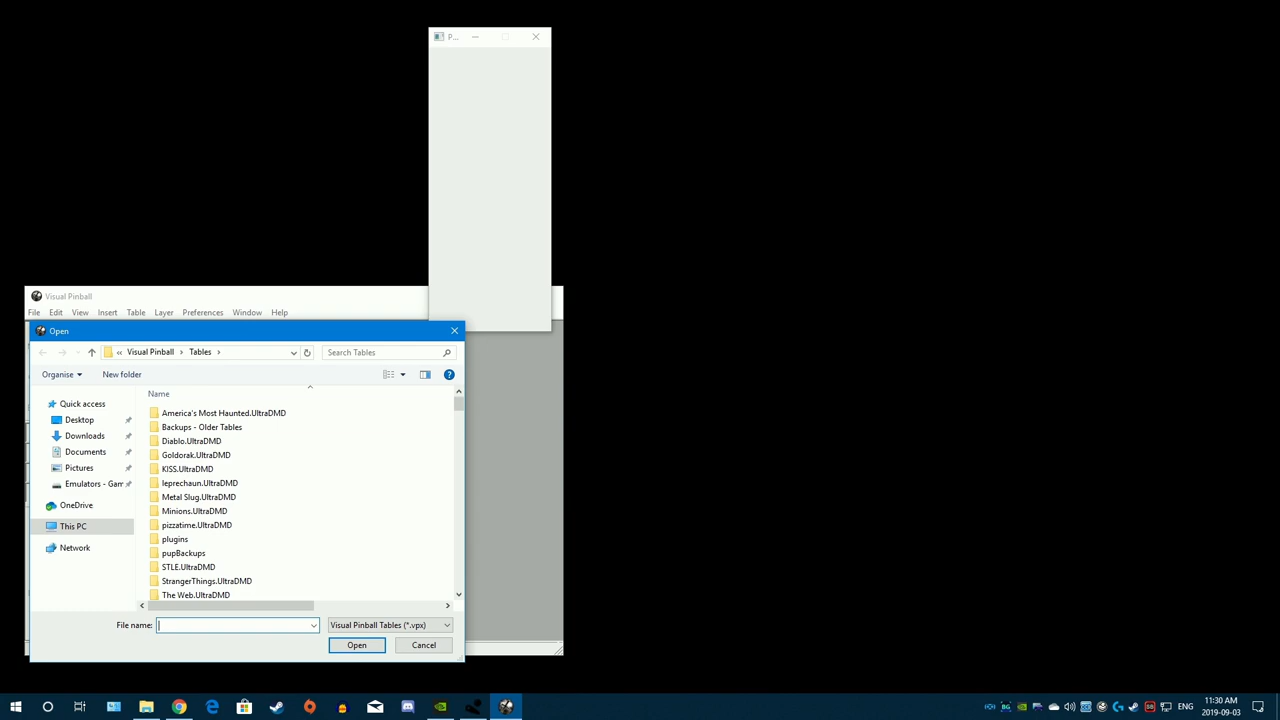 P...
Visual Pinball
File Edit View Insert Table Layer Preferences Window Help
Open
« Visual Pinball › Tables ›
Search Tables
Organise
New folder
Name
Quick access
Desktop
Downloads
Documents
Pictures
Emulators - Gam
OneDrive
This PC
Network
America's Most Haunted.UltraDMD
Backups - Older Tables
Diablo.UltraDMD
Goldorak.UltraDMD
KISS.UltraDMD
leprechaun.UltraDMD
Metal Slug.UltraDMD
Minions.UltraDMD
pizzatime.UltraDMD
plugins
pupBackups
STLE.UltraDMD
StrangerThings.UltraDMD
The Web.UltraDMD
File name:
Visual Pinball Tables (*.vpx)
Open
Cancel
ENG
11:30 AM
2019-09-03